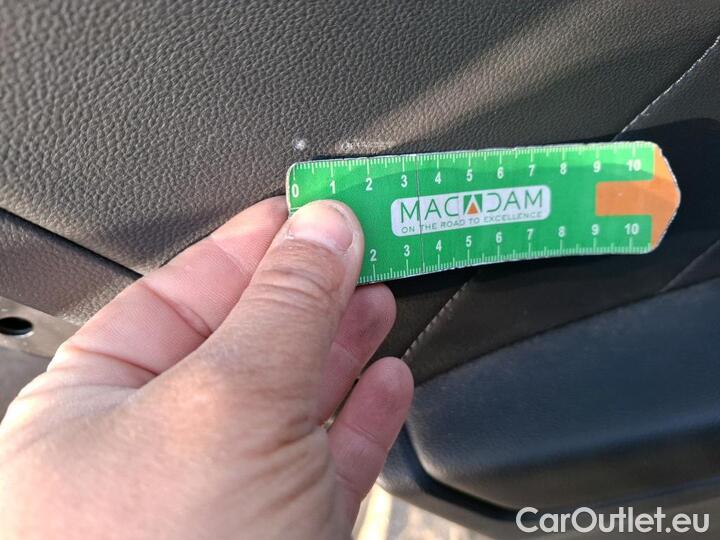 0 1 2 3 4 5 6 7 8 9 10
MACADAM
ON THE ROAD TO EXCELLENCE
2 3 4 5 6 7 8 9 10
CarOutlet.eu